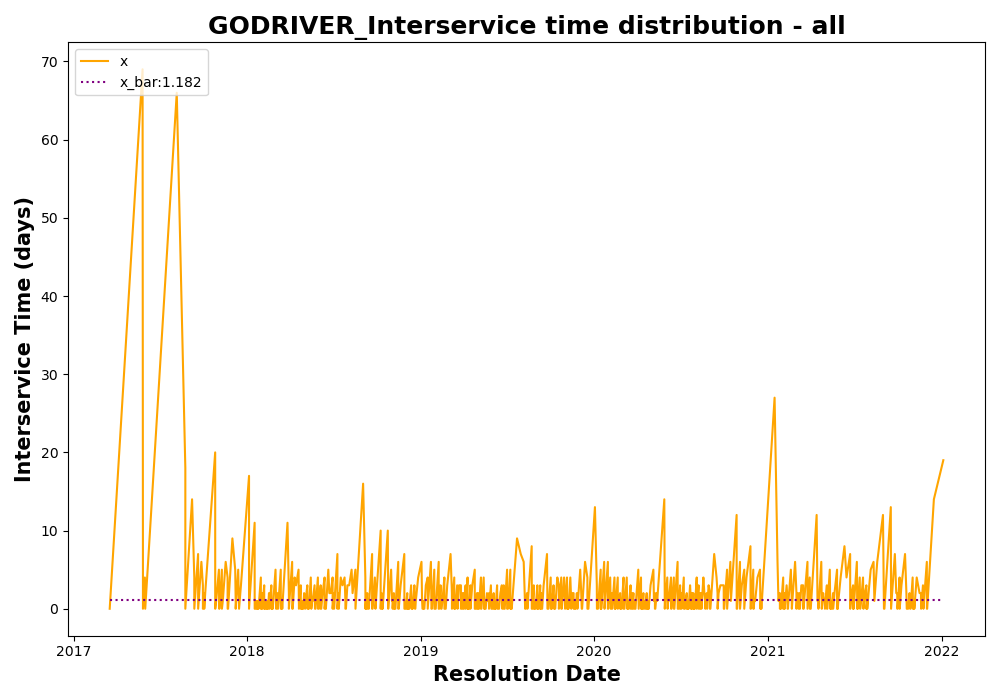 GODRIVER_Interservice time distribution - all
x
x_bar:1.182
Interservice Time (days)
70
60
50
40
30
20
10
0
2017
2018
2019
2020
2021
2022
Resolution Date